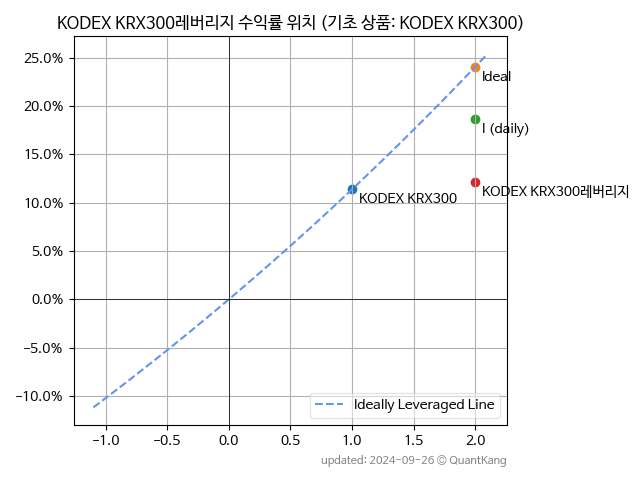 KODEX KRX300레버리지 수익률 위치 (기초 상품: KODEX KRX300)
25.0%
Ideal
20.0%
I (daily)
15.0%
KODEX KRX300레버리지
KODEX KRX300
10.0%
5.0%
0.0%
−5.0%
−10.0%
Ideally Leveraged Line
−1.0 −0.5 0.0 0.5 1.0 1.5 2.0
updated: 2024-09-26 © QuantKang